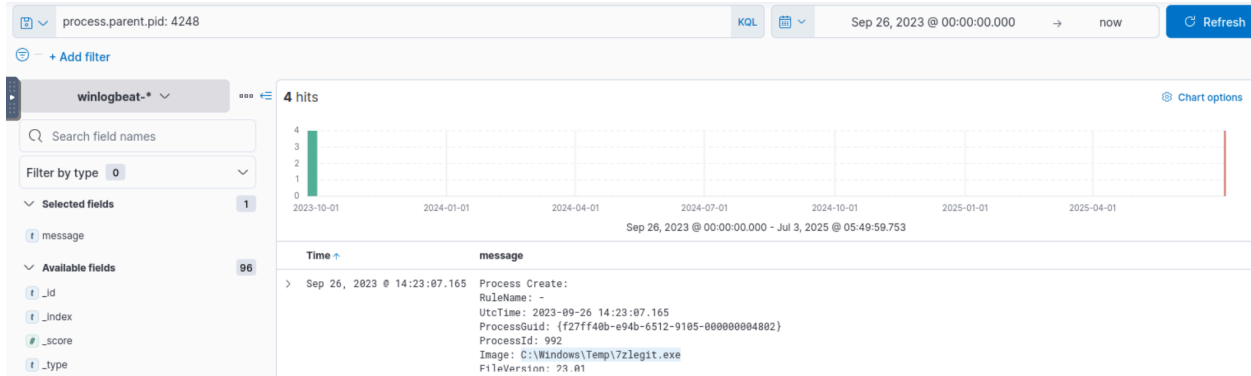 process.parent.pid: 4248
KQL
Sep 26, 2023 @ 00:00:00.000 → now
Refresh
+ Add filter
winlogbeat-*
4 hits
Chart options
Search field names
Filter by type 0
Selected fields 1
t message
Available fields 96
t _id
t _index
# _score
t _type
4
3
2
1
0
2023-10-01 2024-01-01 2024-04-01 2024-07-01 2024-10-01 2025-01-01 2025-04-01
Sep 26, 2023 @ 00:00:00.000 - Jul 3, 2025 @ 05:49:59.753
Time ↑ message
Sep 26, 2023 @ 14:23:07.165 Process Create:
RuleName: -
UtcTime: 2023-09-26 14:23:07.165
ProcessGuid: {f27ff40b-e94b-6512-9105-000000004802}
ProcessId: 992
Image: C:\Windows\Temp\7zlegit.exe
FileVersion: 23.01